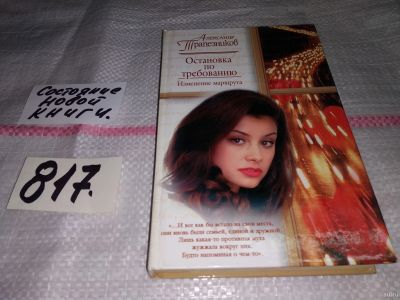 Александр
Трапезников
Остановка
по
требованию
Изменение маршрута
Состояние
новой
книги.
817.
«...И все как бы встало на свои места,
они вновь были семьей, единой и дружной.
Лишь какая-то противная муха
жужжала вокруг них.
Будто напоминая о чем-то»